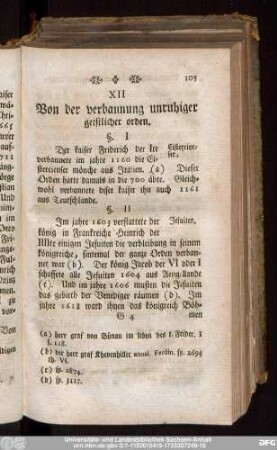 105
XII
Von der verbannung unruhiger
geistlicher orden.
§. I
Der kaiser Friderich der Ite
verbannete im jahre 1160 die Ci-
stercienser mönche aus Italien. (a) Dieser
Orden hatte damals in die 700 äbte. Gleich-
wohl verbannete diser kaiser ihn auch 1161
aus Teutschlande.
§. II
Im jahre 1603 verstattete der Jesuiten.
könig in Frankreiche Heinrich der
IIIIte einigen Jesuiten die verbleibung in seinem
königreiche, sintemal der ganze Orden verban-
net war (b). Der könig Jacob der VI oder I
schaffete alle Jesuiten 1604 aus Aengellande
(c). Und im jahre 1606 musten die Jesuiten
das gebieth der Venediger räumen (d). Im
jahre 1618 ward ihnen das königreich Böh-
G 4 men
(a) herr graf von Bünau im leben des k. Frider. I
s. 118.
(b) der herr graf Khevenhiller annal. Ferdin. sp. 2694
th. VI.
(c) sp. 2874.
(d) sp. 3117.
Universitäts- und Landesbibliothek Sachsen-Anhalt